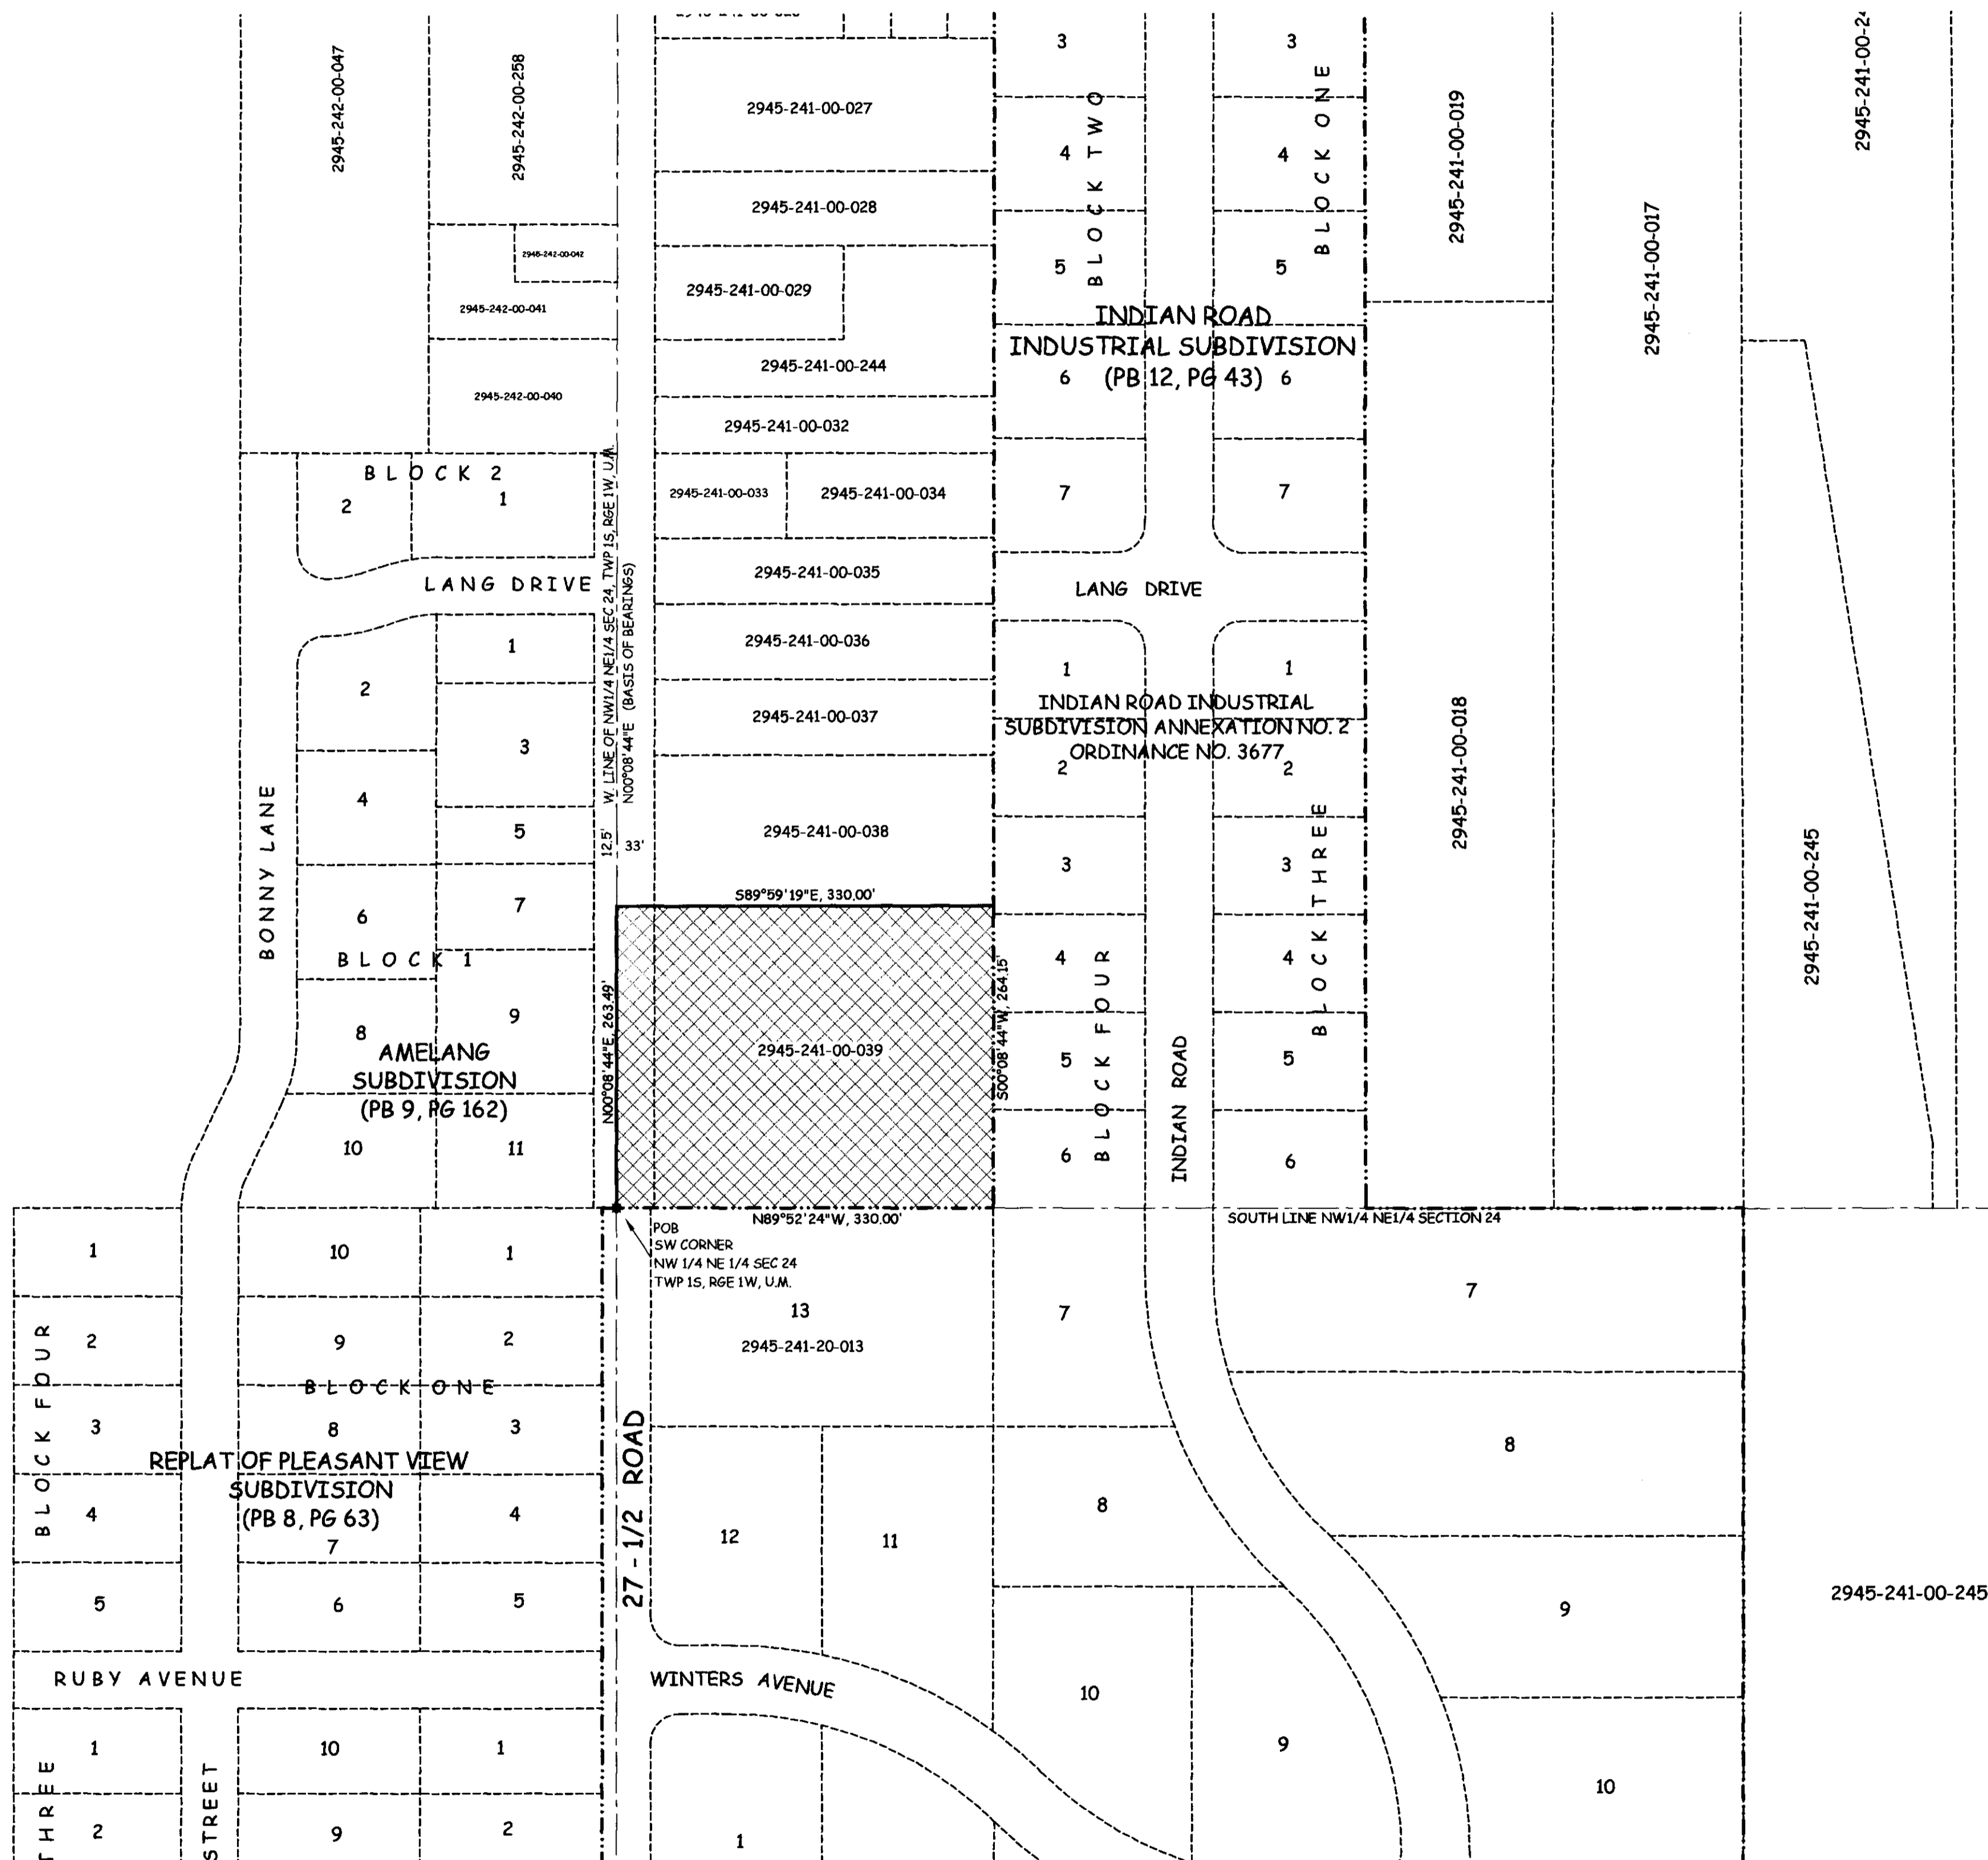 2945-242-00-047
2945-242-00-258
2945-241-00-027
3
3
BLOCK TWO
BLOCK ONE
2945-241-00-019
2945-241-00-017
2945-241-00-028
4
4
2945-242-00-042
2945-242-00-041
2945-241-00-029
5
5
INDIAN ROAD
INDUSTRIAL SUBDIVISION
(PB 12, PG 43)
2945-241-00-244
6
6
2945-242-00-040
2945-241-00-032
BLOCK 2
2
1
2945-241-00-033
2945-241-00-034
7
7
W. LINE OF NW1/4 NE1/4 SEC 24, TWP 1S, RGE 1W, U.M.
N00°08'44"E (BASIS OF BEARINGS)
LANG DRIVE
2945-241-00-035
LANG DRIVE
1
2945-241-00-036
1
1
2
3
2945-241-00-037
INDIAN ROAD INDUSTRIAL
SUBDIVISION ANNEXATION NO. 2
ORDINANCE NO. 3677
2
2
2945-241-00-018
BONNY LANE
4
5
12.5'
33'
2945-241-00-038
3
3
BLOCK THREE
2945-241-00-245
S89°59'19"E, 330.00'
6
7
BLOCK 1
4
4
BLOCK FOUR
N00°08'44"E, 263.49'
S00°08'44"W, 264.15'
8
9
AMELANG
SUBDIVISION
(PB 9, PG 162)
2945-241-00-039
5
5
INDIAN ROAD
10
11
6
6
N89°52'24"W, 330.00'
SOUTH LINE NW1/4 NE1/4 SECTION 24
POB
SW CORNER
NW 1/4 NE 1/4 SEC 24
TWP 1S, RGE 1W, U.M.
1
10
1
13
2945-241-20-013
7
7
BLOCK FOUR
2
9
2
BLOCK ONE
3
8
3
8
REPLAT OF PLEASANT VIEW
SUBDIVISION
(PB 8, PG 63)
4
7
4
27 - 1/2 ROAD
12
11
8
5
6
5
9
2945-241-00-245
RUBY AVENUE
WINTERS AVENUE
10
1
10
1
9
10
THREE
STREET
2
9
2
1